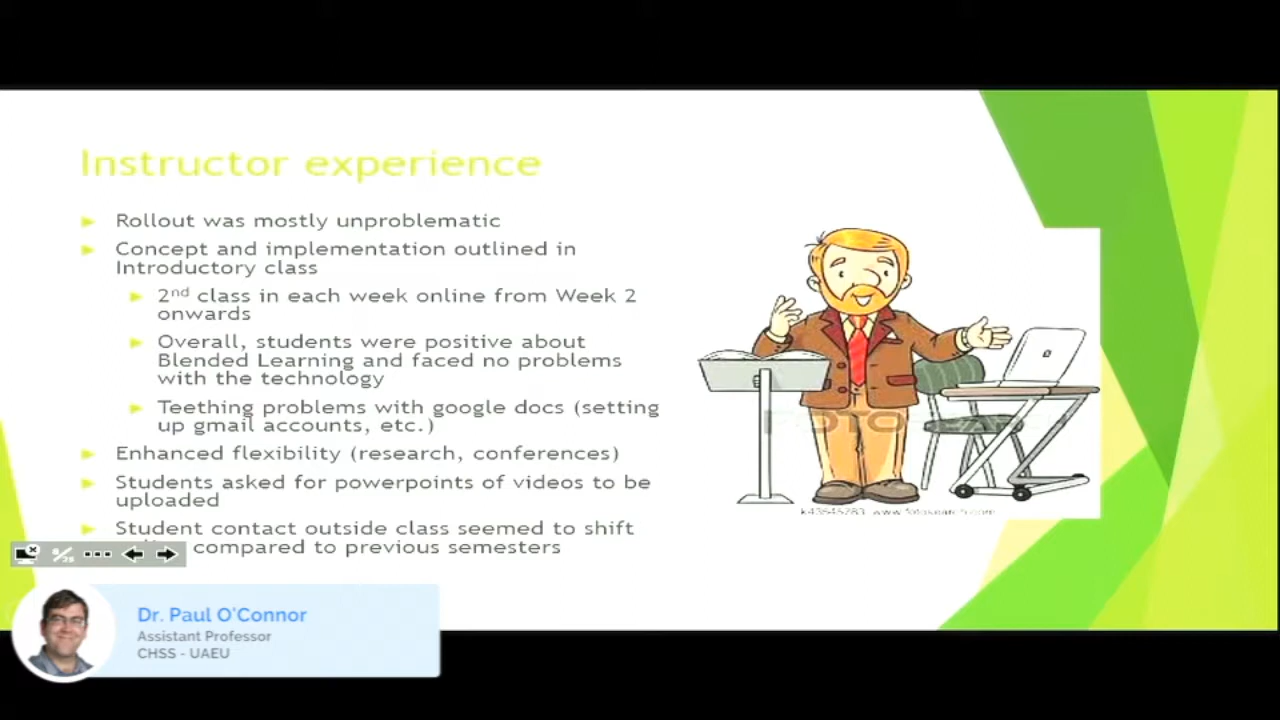 Instructor experience
Rollout was mostly unproblematic
Concept and implementation outlined in
Introductory class
2nd class in each week online from Week 2
onwards
Overall, students were positive about
Blended Learning and faced no problems
with the technology
Teething problems with google docs (setting
up gmail accounts, etc.)
Enhanced flexibility (research, conferences)
Students asked for powerpoints of videos to be
uploaded
Student contact outside class seemed to shift
compared to previous semesters
k43645283 www.fotosearch.com
Dr. Paul O'Connor
Assistant Professor
CHSS - UAEU